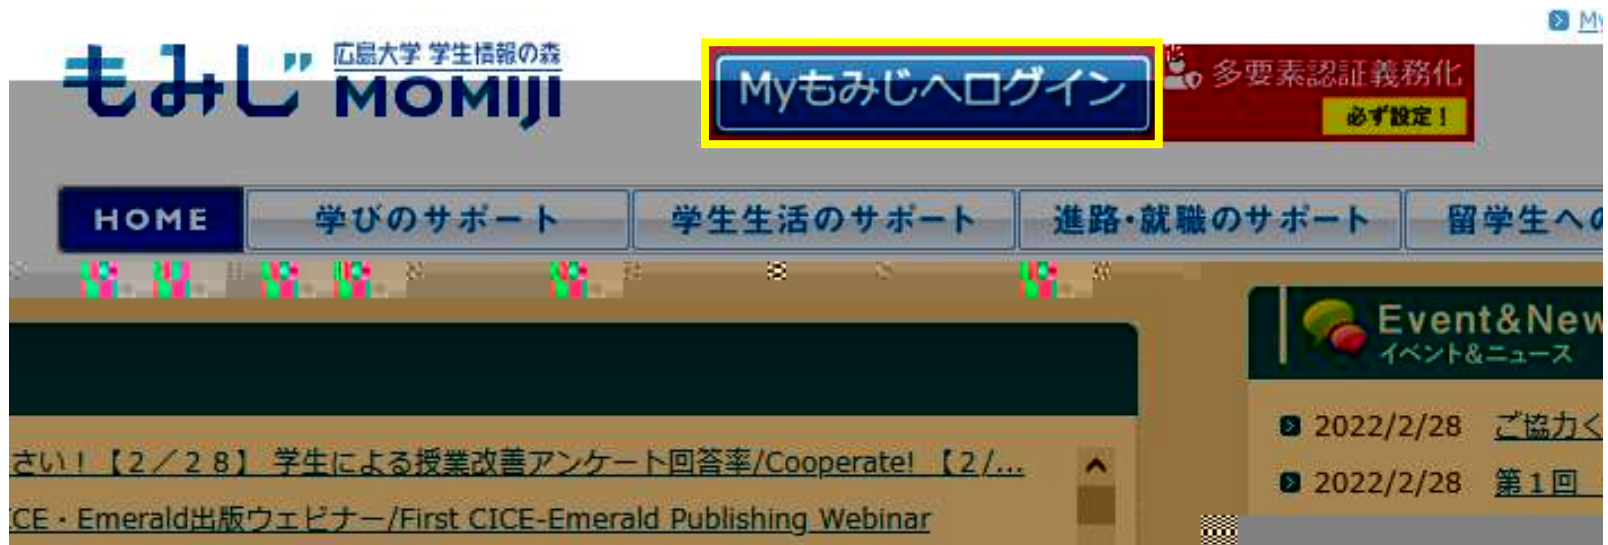 My
もみじ 広島大学 学生情報の森
MOMIJI
Myもみじへログイン
多要素認証義務化
必ず設定！
HOME 学びのサポート 学生生活のサポート 進路・就職のサポート 留学生への
Event&New
イベント&ニュース
さい！【２／２８】 学生による授業改善アンケート回答率/Cooperate! 【２/...
CE・Emerald出版ウェビナー/First CICE-Emerald Publishing Webinar
2022/2/28 ご協力く
2022/2/28 第１回